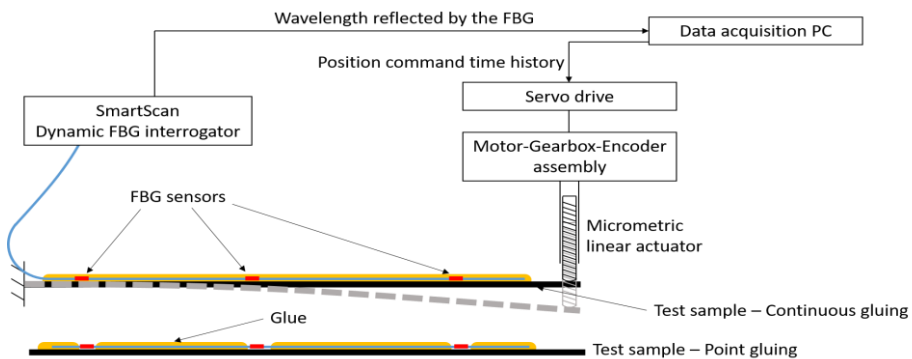 Wavelength reflected by the FBG
Data acquisition PC
Position command time history
SmartScan
Dynamic FBG interrogator
Servo drive
Motor-Gearbox-Encoder
assembly
FBG sensors
Micrometric
linear actuator
Test sample – Continuous gluing
Glue
Test sample – Point gluing